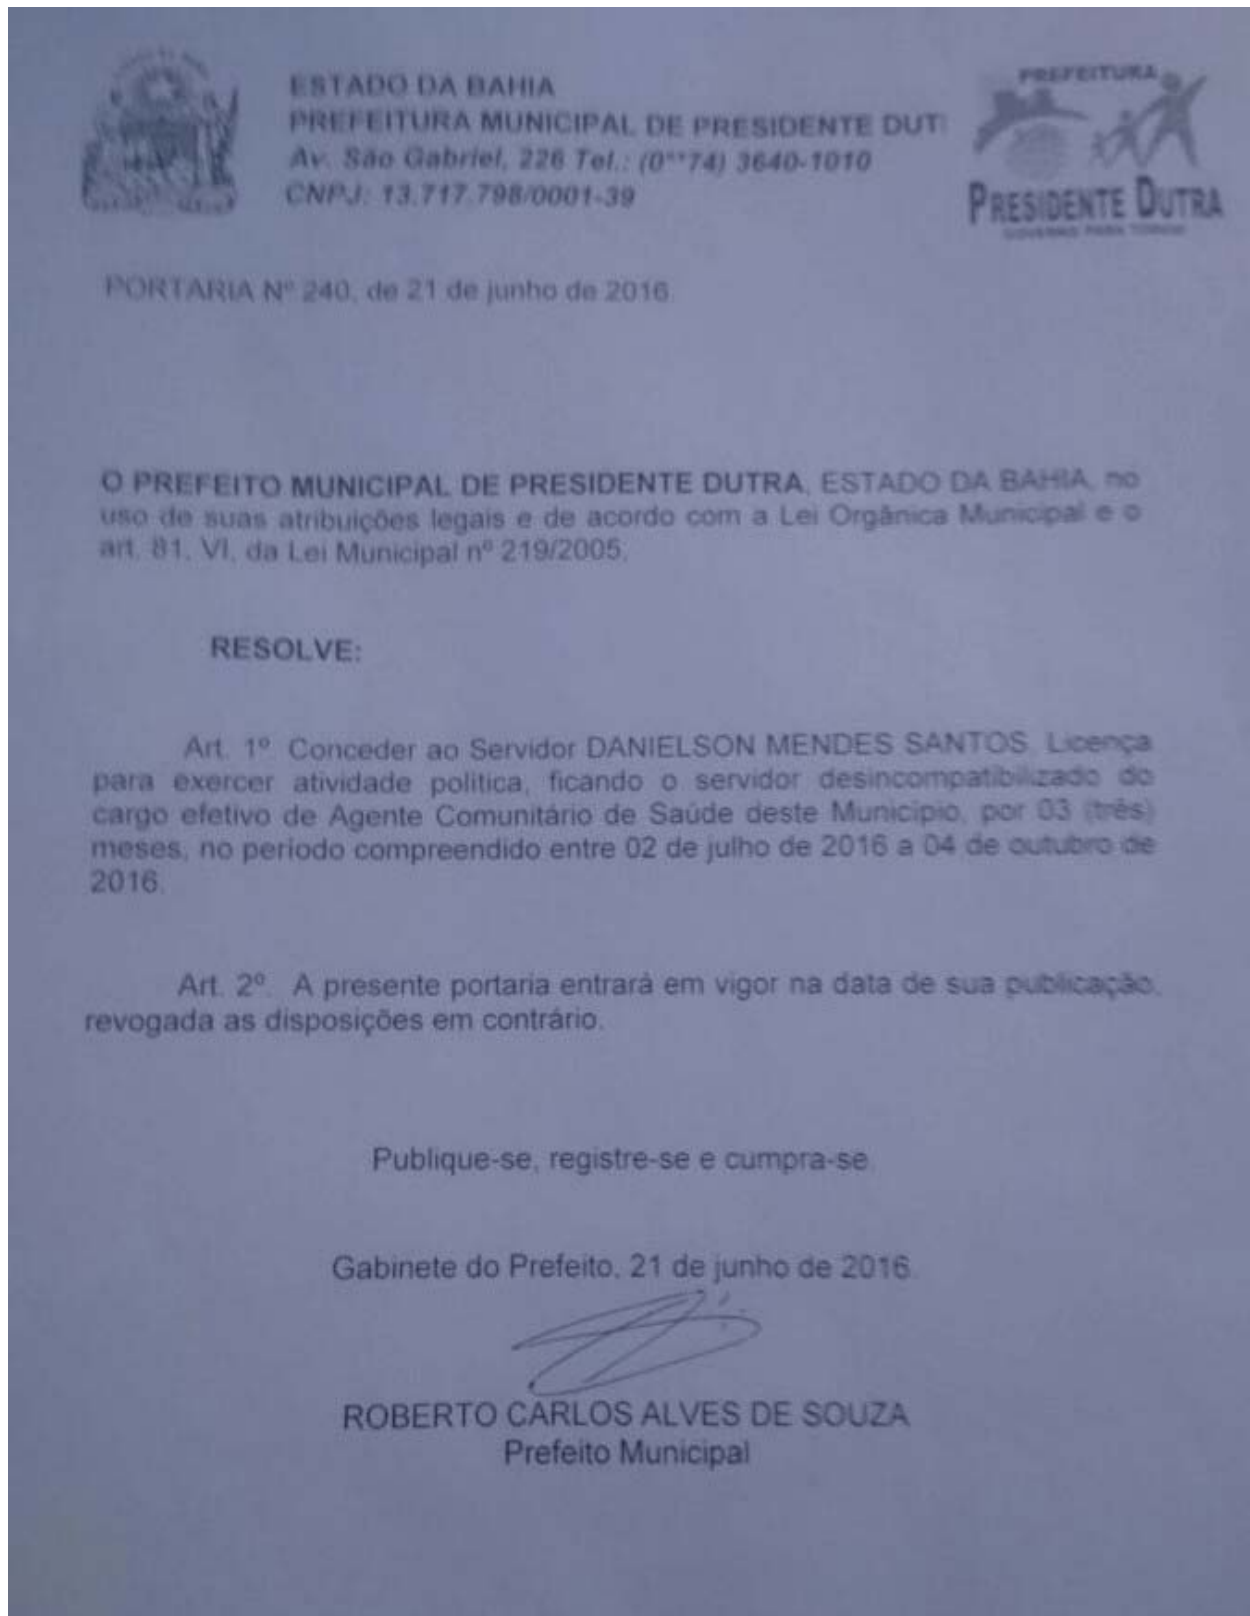 ESTADO DA BAHIA
PREFEITURA MUNICIPAL DE PRESIDENTE DUT
Av. São Gabriel, 226 Tel.: (0**74) 3640-1010
CNPJ: 13.717.798/0001-39
PREFEITURA
PRESIDENTE DUTRA
GOVERNO PARA TODOS
PORTARIA Nº 240, de 21 de junho de 2016.
O PREFEITO MUNICIPAL DE PRESIDENTE DUTRA, ESTADO DA BAHIA, no
uso de suas atribuições legais e de acordo com a Lei Orgânica Municipal e o
art. 81, VI, da Lei Municipal nº 219/2005;
RESOLVE:
Art. 1º Conceder ao Servidor DANIELSON MENDES SANTOS, Licença
para exercer atividade política, ficando o servidor desincompatibilizado do
cargo efetivo de Agente Comunitário de Saúde deste Município, por 03 (três)
meses, no período compreendido entre 02 de julho de 2016 a 04 de outubro de
2016.
Art. 2º. A presente portaria entrará em vigor na data de sua publicação,
revogada as disposições em contrário.
Publique-se, registre-se e cumpra-se.
Gabinete do Prefeito, 21 de junho de 2016.
ROBERTO CARLOS ALVES DE SOUZA
Prefeito Municipal